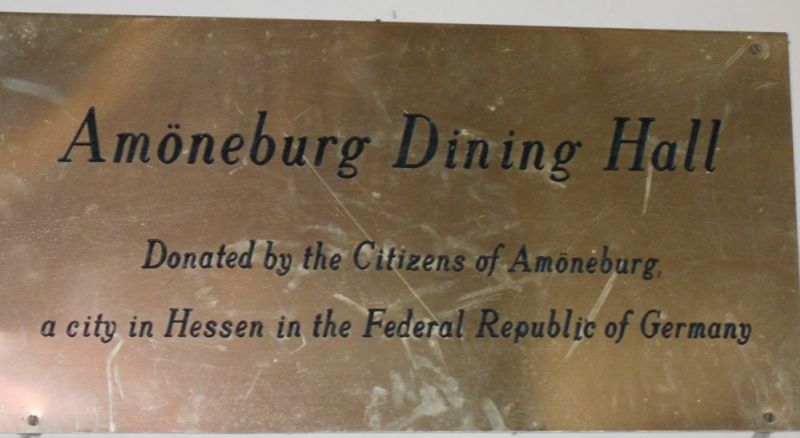 Amöneburg Dining Hall
Donated by the Citizens of Amöneburg,
a city in Hessen in the Federal Republic of Germany